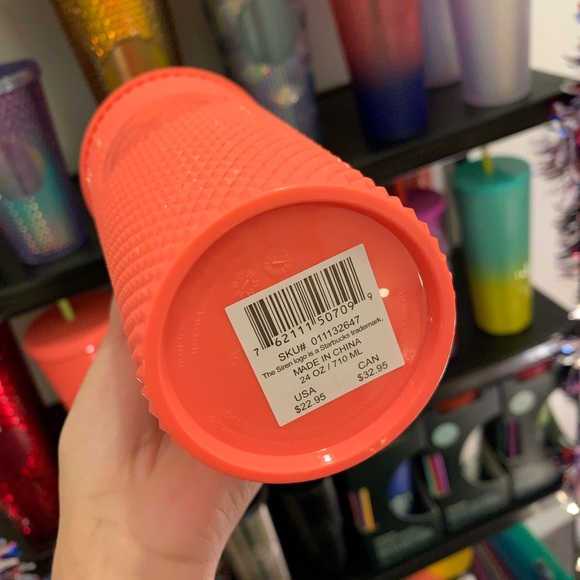 7 62111 50709 9
SKU# 011132647
The Siren logo is a Starbucks trademark.
MADE IN CHINA
24 OZ / 710 ML
USA CAN
$22.95 $32.95